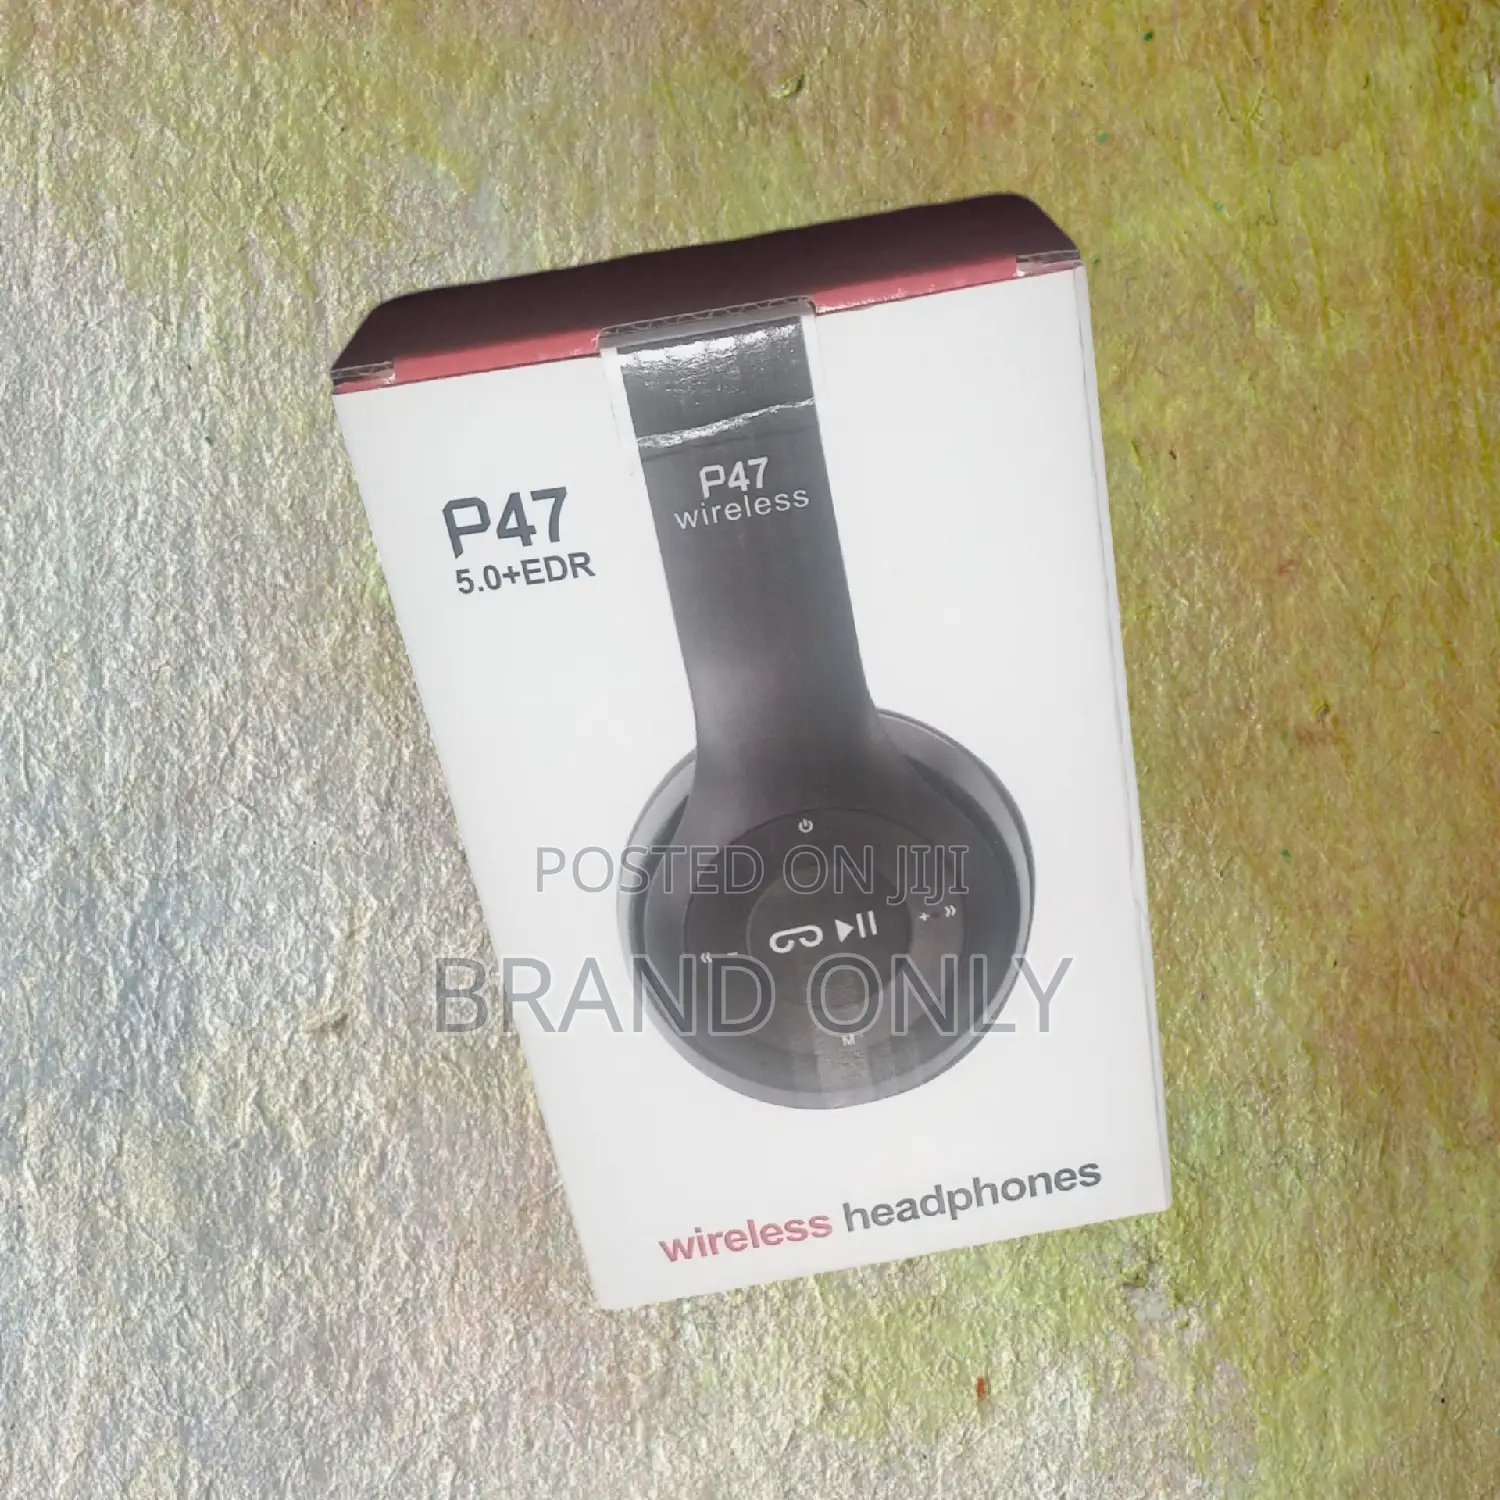 P47
5.0+EDR
P47
wireless
POSTED ON JIJI
BRAND ONLY
M
wireless headphones